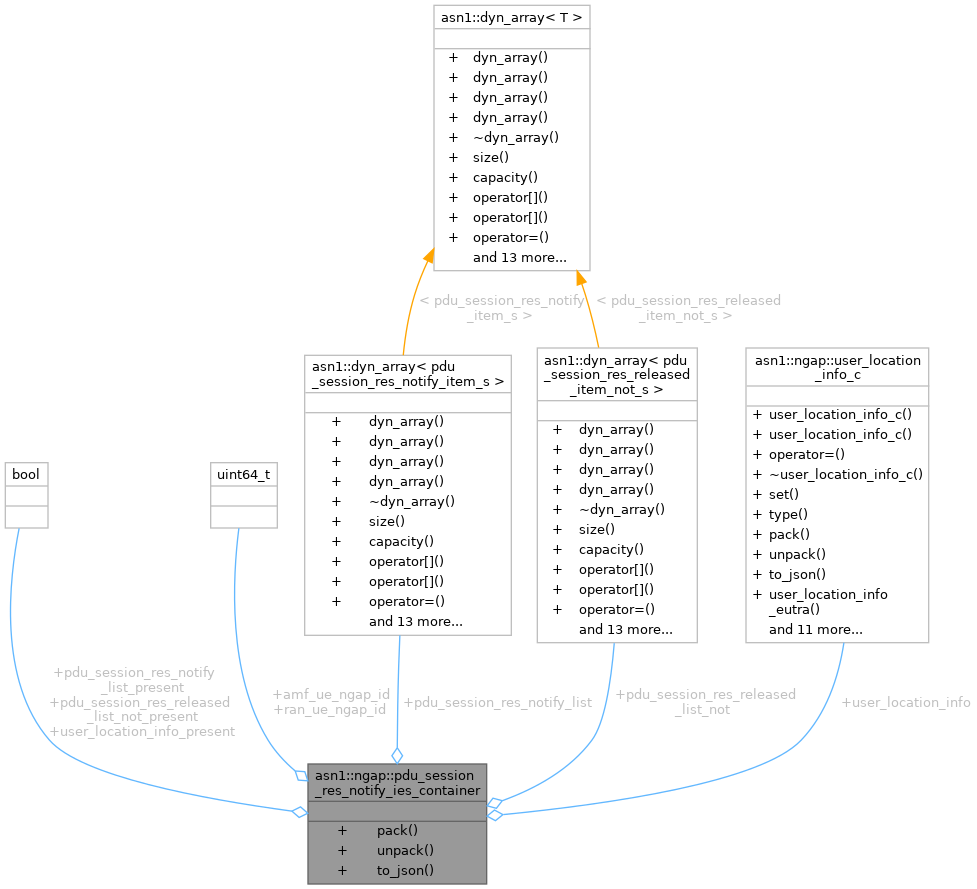 asn1::dyn_array< T >
+ dyn_array()
+ dyn_array()
+ dyn_array()
+ dyn_array()
+ ~dyn_array()
+ size()
+ capacity()
+ operator[]()
+ operator[]()
+ operator=()
and 13 more...
< pdu_session_res_notify
_item_s >
< pdu_session_res_released
_item_not_s >
asn1::dyn_array< pdu
_session_res_notify_item_s >
+ dyn_array()
+ dyn_array()
+ dyn_array()
+ dyn_array()
+ ~dyn_array()
+ size()
+ capacity()
+ operator[]()
+ operator[]()
+ operator=()
and 13 more...
asn1::dyn_array< pdu
_session_res_released
_item_not_s >
+ dyn_array()
+ dyn_array()
+ dyn_array()
+ dyn_array()
+ ~dyn_array()
+ size()
+ capacity()
+ operator[]()
+ operator[]()
+ operator=()
and 13 more...
asn1::ngap::user_location
_info_c
+ user_location_info_c()
+ user_location_info_c()
+ operator=()
+ ~user_location_info_c()
+ set()
+ type()
+ pack()
+ unpack()
+ to_json()
+ user_location_info
_eutra()
and 11 more...
bool
uint64_t
+pdu_session_res_notify
_list_present
+pdu_session_res_released
_list_not_present
+user_location_info_present
+amf_ue_ngap_id
+ran_ue_ngap_id
+pdu_session_res_notify_list
+pdu_session_res_released
_list_not
+user_location_info
asn1::ngap::pdu_session
_res_notify_ies_container
+ pack()
+ unpack()
+ to_json()